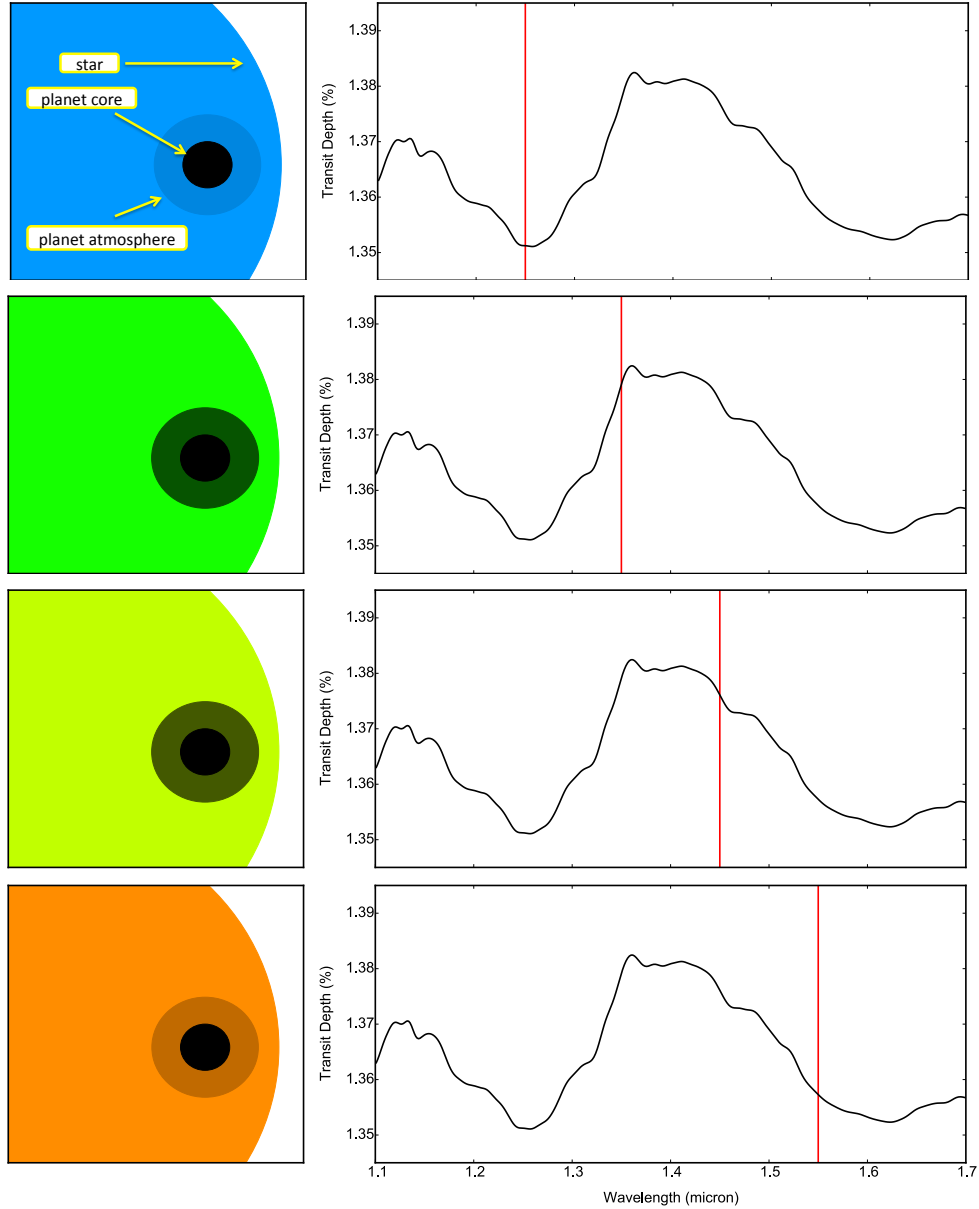 star
planet core
planet atmosphere
Transit Depth (%)
1.39
1.38
1.37
1.36
1.35
Transit Depth (%)
1.39
1.38
1.37
1.36
1.35
Transit Depth (%)
1.39
1.38
1.37
1.36
1.35
Transit Depth (%)
1.39
1.38
1.37
1.36
1.35
1.1 1.2 1.3 1.4 1.5 1.6 1.7
Wavelength (micron)